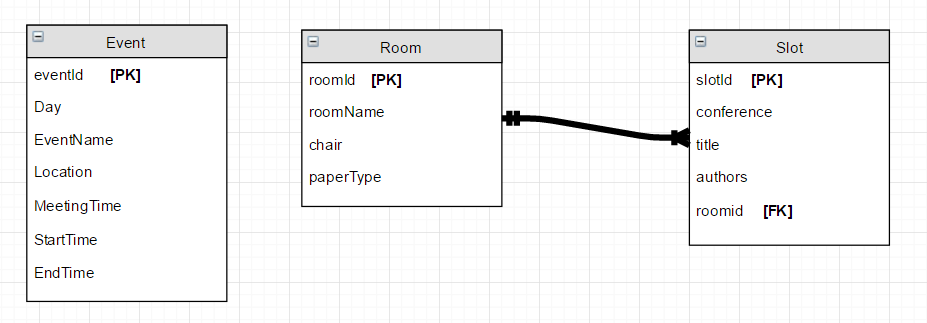 Event
eventId [PK]
Day
EventName
Location
MeetingTime
StartTime
EndTime
Room
roomId [PK]
roomName
chair
paperType
Slot
slotId [PK]
conference
title
authors
roomid [FK]